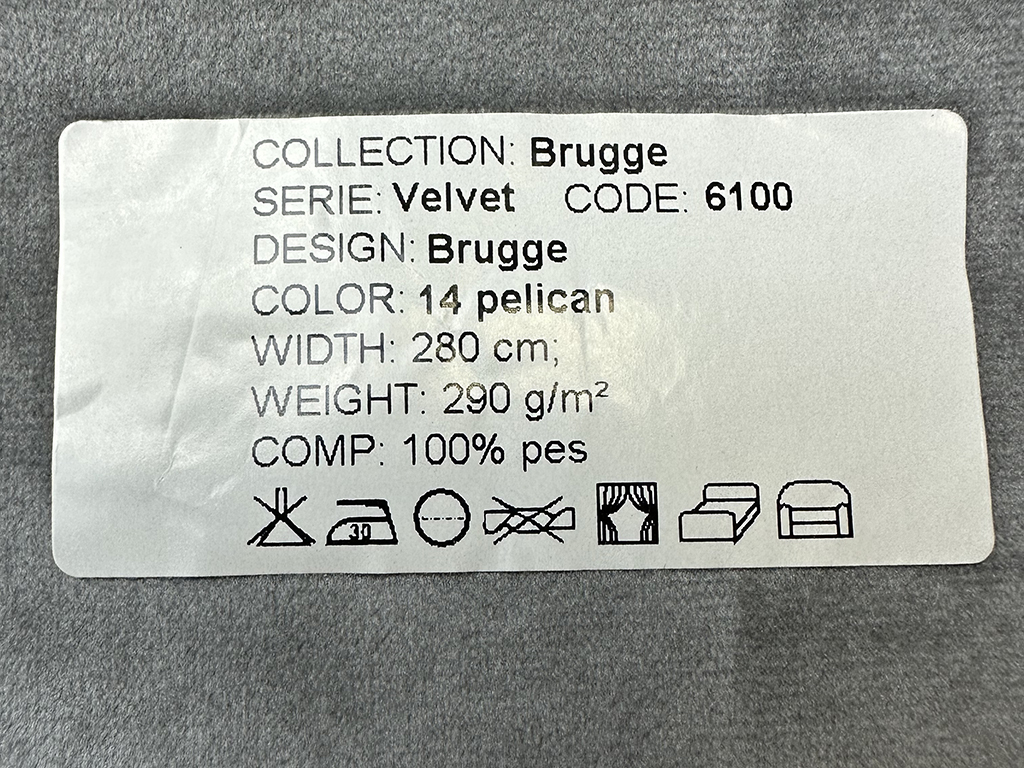 COLLECTION: Brugge
SERIE: Velvet CODE: 6100
DESIGN: Brugge
COLOR: 14 pelican
WIDTH: 280 cm;
WEIGHT: 290 g/m²
COMP: 100% pes
30